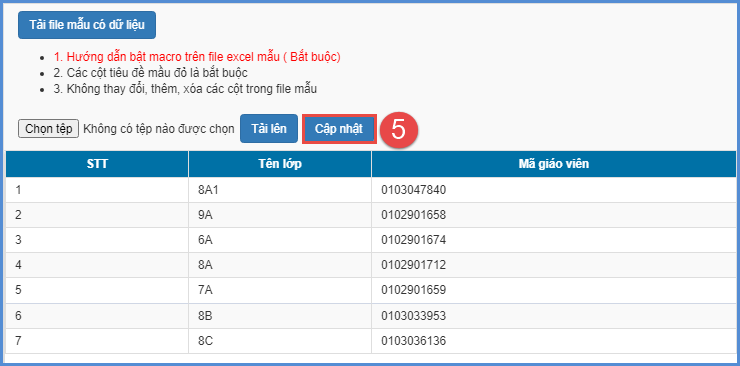 Tải file mẫu có dữ liệu
1. Hướng dẫn bật macro trên file excel mẫu ( Bắt buộc)
2. Các cột tiêu đề mầu đỏ là bắt buộc
3. Không thay đổi, thêm, xóa các cột trong file mẫu
Chọn tệp Không có tệp nào được chọn Tải lên Cập nhật 5
STT Tên lớp Mã giáo viên
1 8A1 0103047840
2 9A 0102901658
3 6A 0102901674
4 8A 0102901712
5 7A 0102901659
6 8B 0103033953
7 8C 0103036136